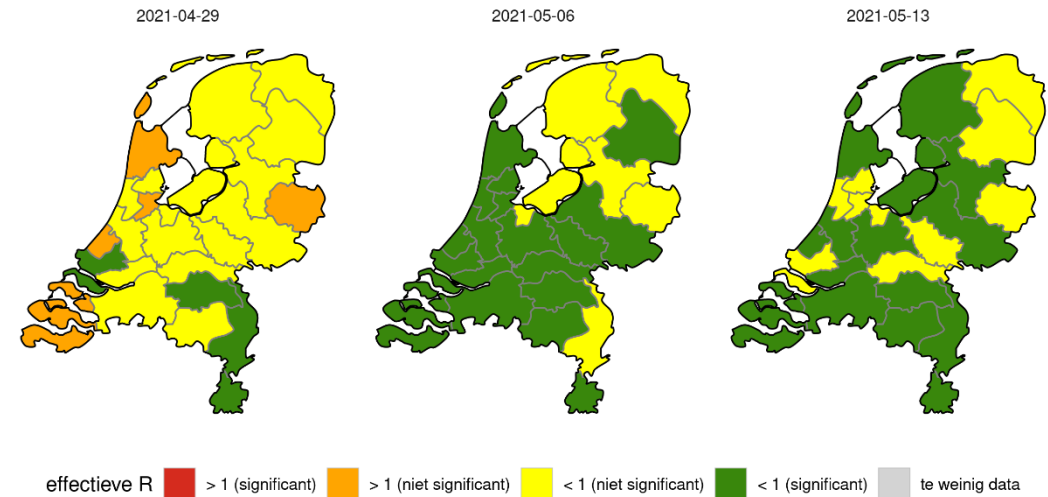 2021-04-29 2021-05-06 2021-05-13
effectieve R > 1 (significant) > 1 (niet significant) < 1 (niet significant) < 1 (significant) te weinig data